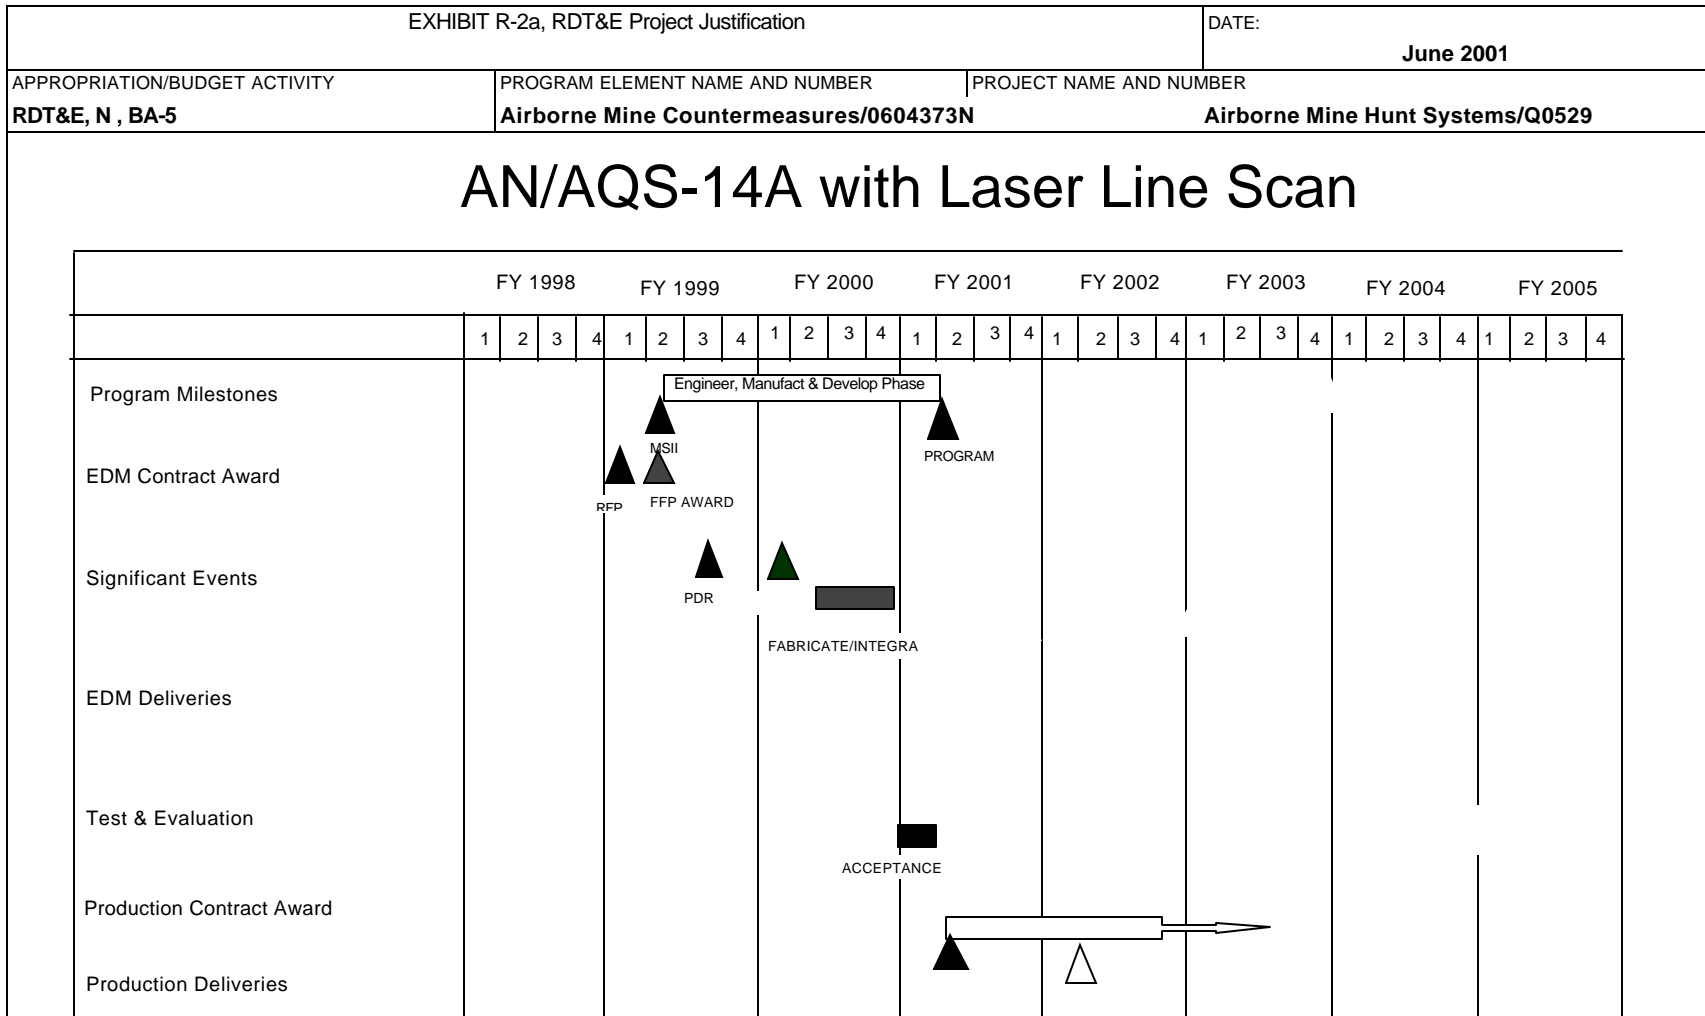 EXHIBIT R-2a, RDT&E Project Justification
DATE:
June 2001
APPROPRIATION/BUDGET ACTIVITY
PROGRAM ELEMENT NAME AND NUMBER
PROJECT NAME AND NUMBER
RDT&E, N , BA-5
Airborne Mine Countermeasures/0604373N
Airborne Mine Hunt Systems/Q0529
AN/AQS-14A with Laser Line Scan
FY 1998 FY 1999 FY 2000 FY 2001 FY 2002 FY 2003 FY 2004 FY 2005
1 2 3 4 1 2 3 4 1 2 3 4 1 2 3 4 1 2 3 4 1 2 3 4 1 2 3 4 1 2 3 4
Engineer, Manufact & Develop Phase
Program Milestones
MSII
PROGRAM
EDM Contract Award
RFP
FFP AWARD
Significant Events
PDR
FABRICATE/INTEGRA
EDM Deliveries
Test & Evaluation
ACCEPTANCE
Production Contract Award
Production Deliveries